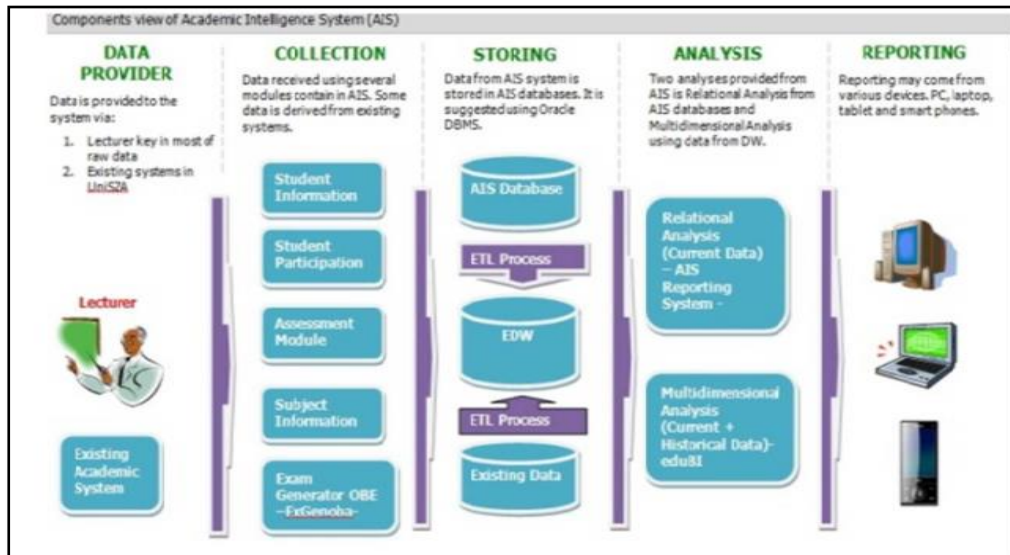 Components view of Academic Intelligence System (AIS)
DATA
PROVIDER
Data is provided to the
system via:
1. Lecturer key in most of
raw data
2. Existing systems in
UniSZA
Lecturer
Existing
Academic
System
COLLECTION
Data received using several
modules contain in AIS. Some
data is derived from existing
systems.
Student
Information
Student
Participation
Assessment
Module
Subject
Information
Exam
Generator OBE
–ExGenoba-
STORING
Data from AIS system is
stored in AIS databases. It is
suggested using Oracle
DBMS.
AIS Database
ETL Process
EDW
ETL Process
Existing Data
ANALYSIS
Two analyses provided from
AIS is Relational Analysis from
AIS databases and
Multidimensional Analysis
using data from DW.
Relational
Analysis
(Current Data)
– AIS
Reporting
System -
Multidimensional
Analysis
(Current +
Historical Data)-
eduBI
REPORTING
Reporting may come from
various devices. PC, laptop,
tablet and smart phones.